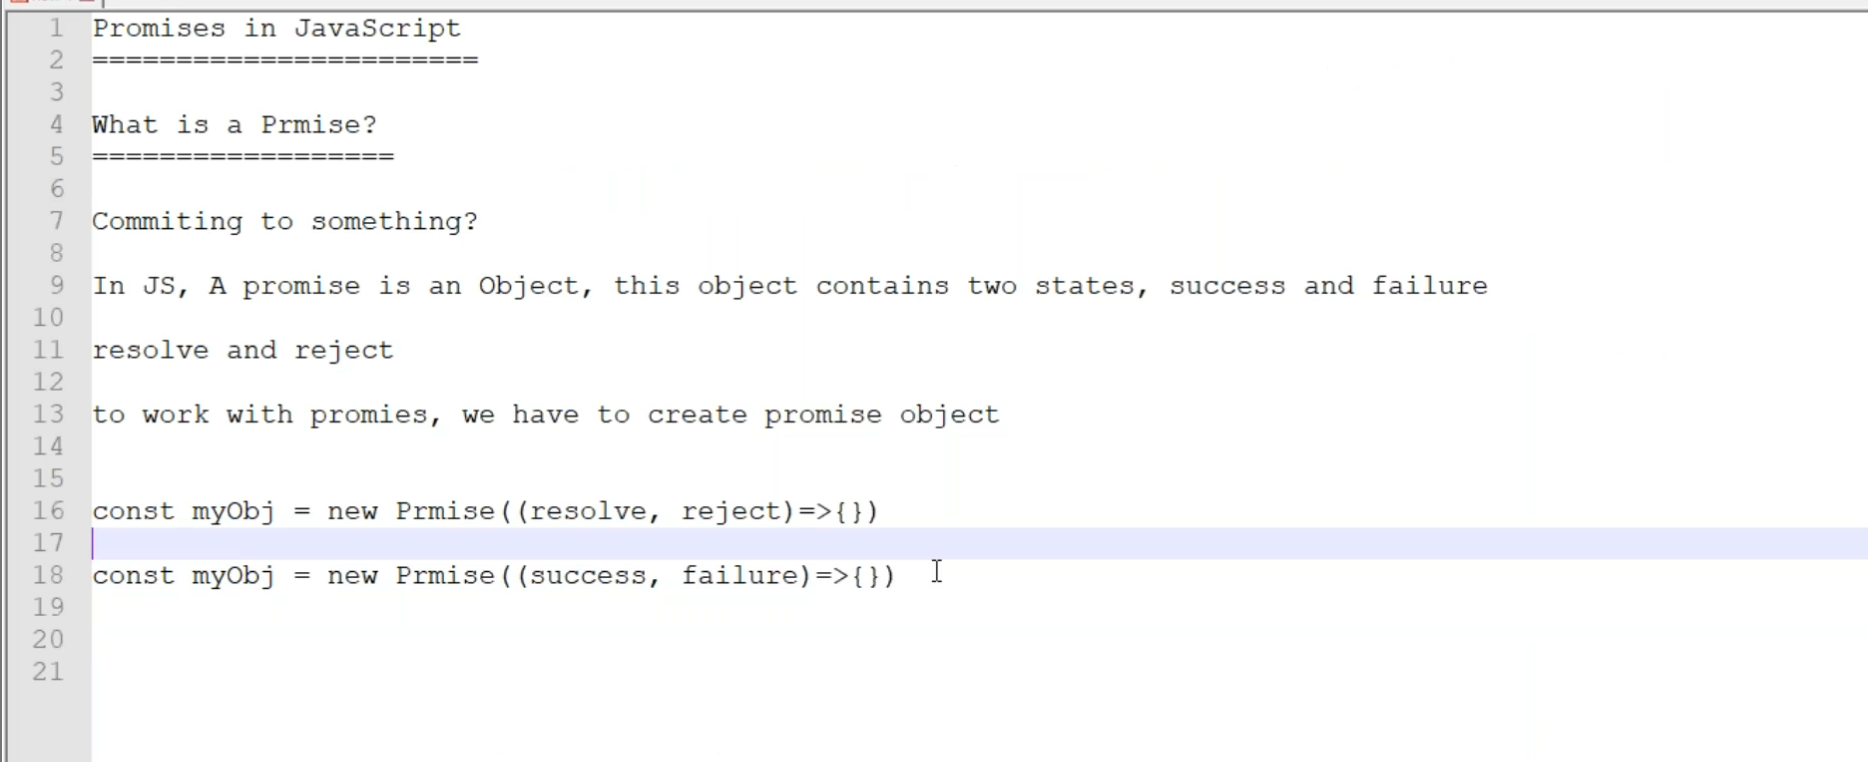 1 Promises in JavaScript
2 =======================
3
4 What is a Prmise?
5 ==================
6
7 Commiting to something?
8
9 In JS, A promise is an Object, this object contains two states, success and failure
10
11 resolve and reject
12
13 to work with promies, we have to create promise object
14
15
16 const myObj = new Prmise((resolve, reject)=>{})
17
18 const myObj = new Prmise((success, failure)=>{})
19
20
21